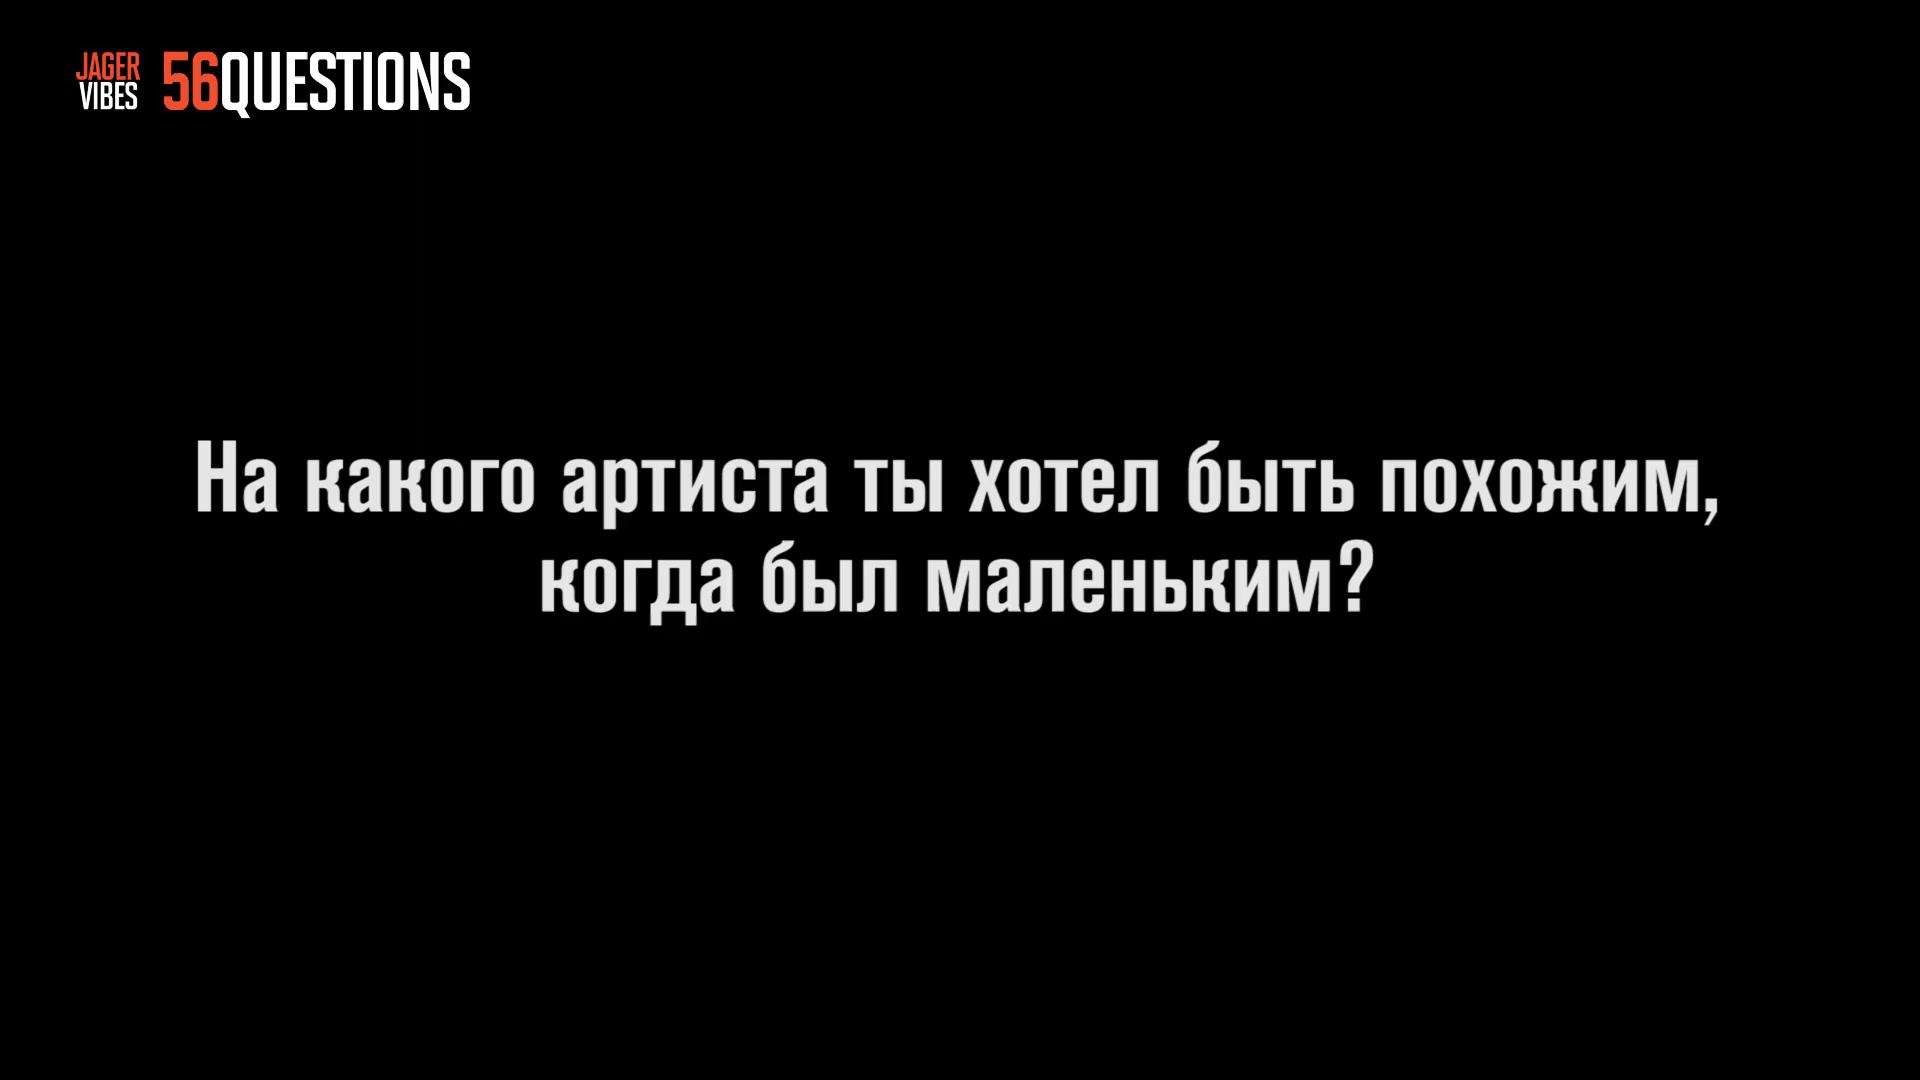 JAGER
VIBES
56QUESTIONS
На какого артиста ты хотел быть похожим,
когда был маленьким?